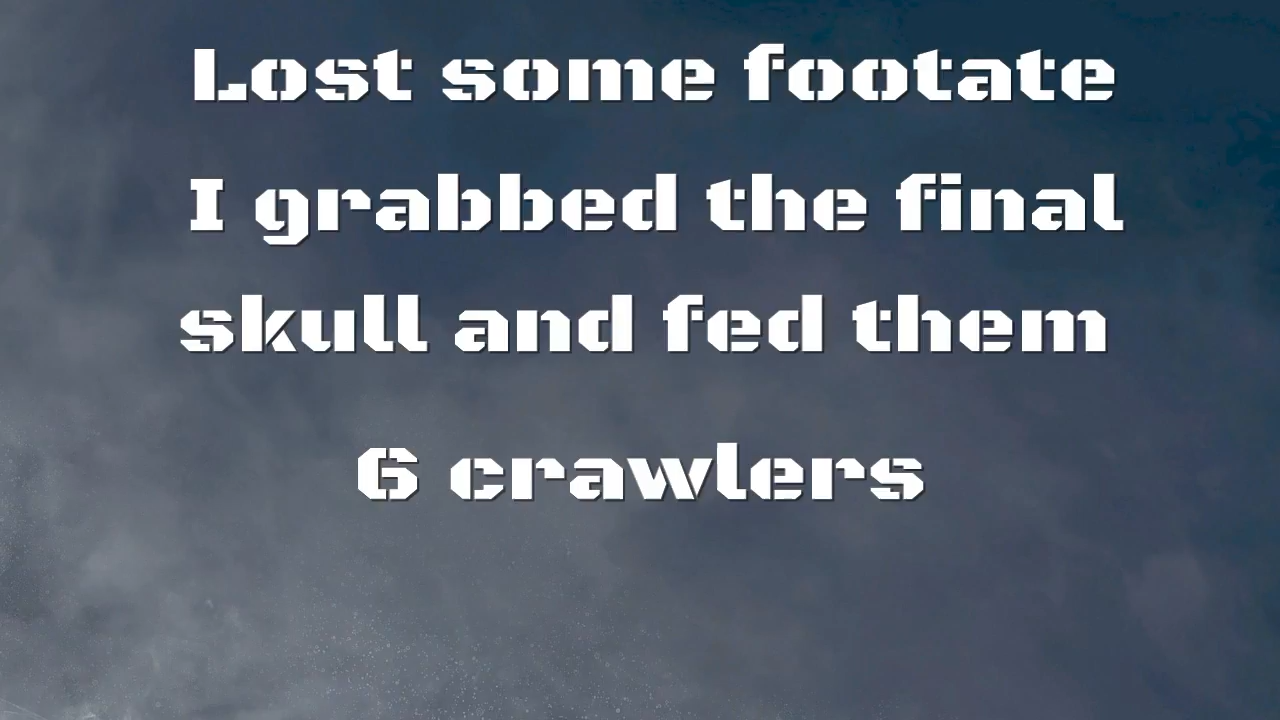 Lost some footate
I grabbed the final
skull and fed them
6 crawlers